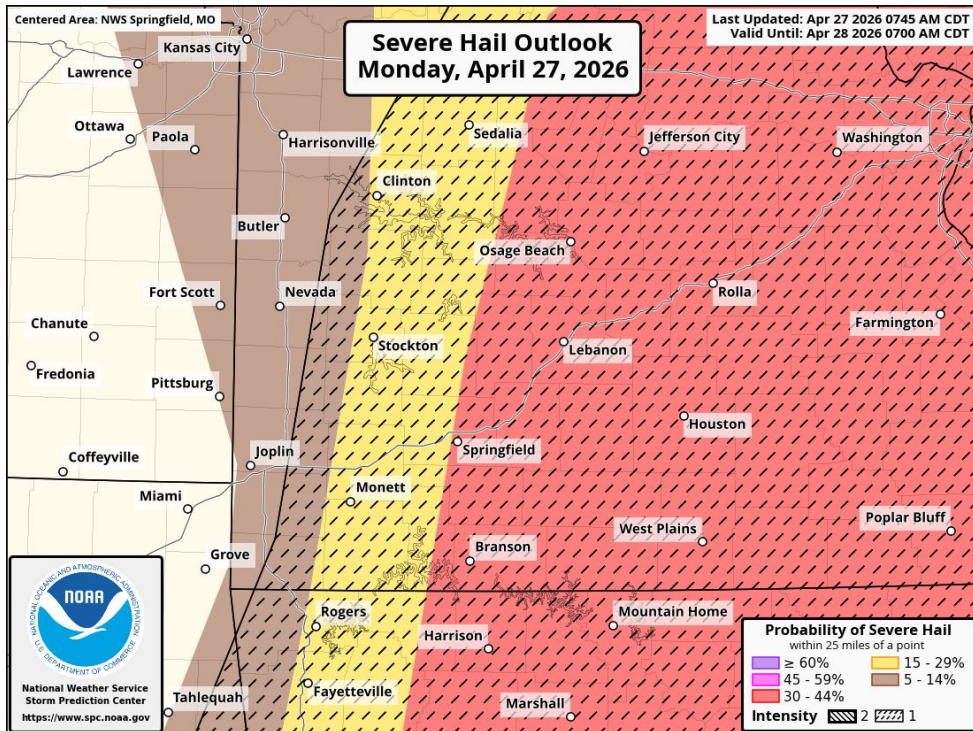 Centered Area: NWS Springfield, MO
Last Updated: Apr 27 2026 0745 AM CDT
Valid Until: Apr 28 2026 0700 AM CDT
Severe Hail Outlook
Monday, April 27, 2026
Kansas City
Lawrence
Ottawa
Paola
Harrisonville
Sedalia
Jefferson City
Washington
Clinton
Butler
Osage Beach
Fort Scott
Nevada
Rolla
Chanute
Stockton
Farmington
Lebanon
Fredonia
Pittsburg
Houston
Coffeyville
Joplin
Springfield
Miami
Monett
Poplar Bluff
West Plains
Grove
Branson
Rogers
Mountain Home
Harrison
Tahlequah
Fayetteville
Marshall
NATIONAL OCEANIC AND ATMOSPHERIC ADMINISTRATION
NOAA
U.S. DEPARTMENT OF COMMERCE
National Weather Service
Storm Prediction Center
https://www.spc.noaa.gov
Probability of Severe Hail
within 25 miles of a point
≥ 60%
15 - 29%
45 - 59%
5 - 14%
30 - 44%
Intensity 2 1